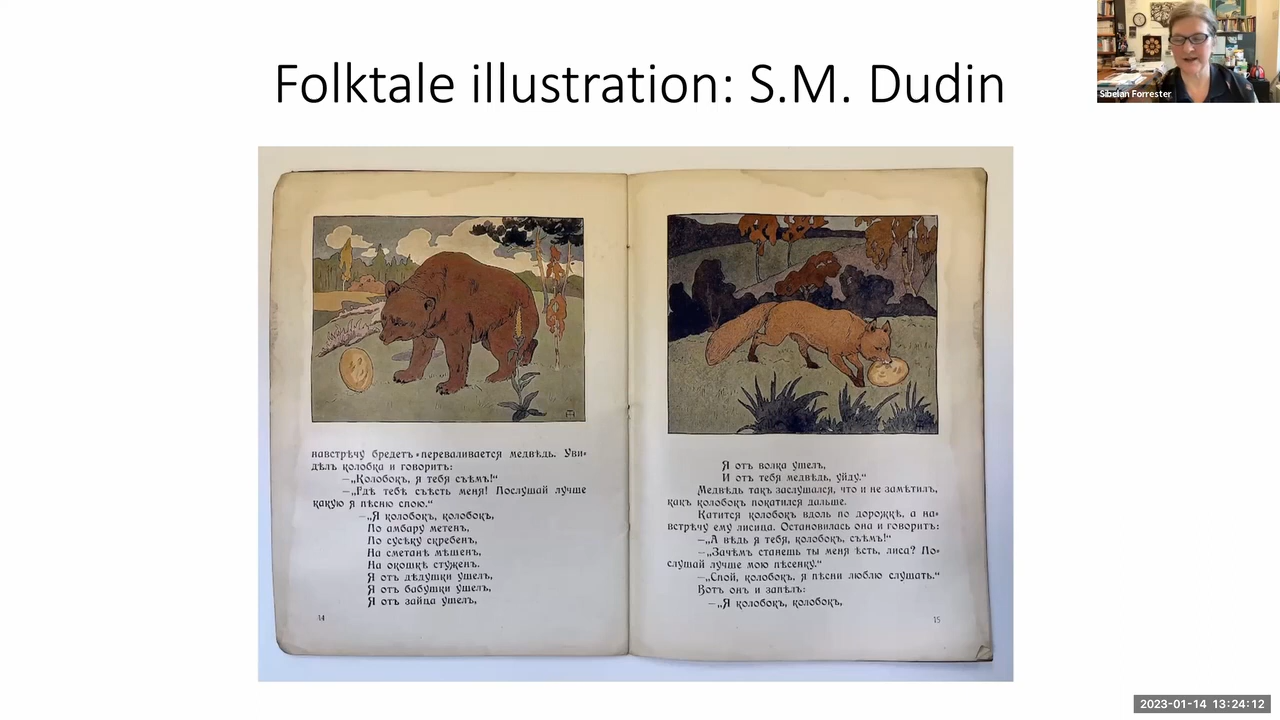 Folktale illustration: S.M. Dudin
Sibelan Forrester
навстрѣчу бредетъ-переваливается медвѣдь. Уви-
дѣлъ колобка и говоритъ:
—„Колобокъ, я тебя съѣмъ!“
—„Гдѣ тебѣ съѣсть меня! Послушай лучше
какую я пѣсню спою.“
—„Я колобокъ, колобокъ,
По амбару метенъ,
По сусѣку скребенъ,
На сметанѣ мѣшенъ,
На окошкѣ стуженъ.
Я отъ дѣдушки ушелъ,
Я отъ бабушки ушелъ,
Я отъ зайца ушелъ,
14
Я отъ волка ушелъ,
И отъ тебя медвѣдь, уйду.“
Медвѣдь такъ заслушался, что и не замѣтилъ,
какъ колобокъ покатился дальше.
Катится колобокъ вдоль по дорожкѣ, а на-
встрѣчу ему лисица. Остановилась она и говоритъ:
—„А вѣдь я тебя, колобокъ, съѣмъ!“
—„Зачѣмъ станешь ты меня ѣсть, лиса? По-
слушай лучше мою пѣсенку.“
—„Спой, колобокъ, я пѣсни люблю слушать.“
Вотъ онъ и запѣлъ:
—„Я колобокъ, колобокъ,
15
2023-01-14 13:24:12